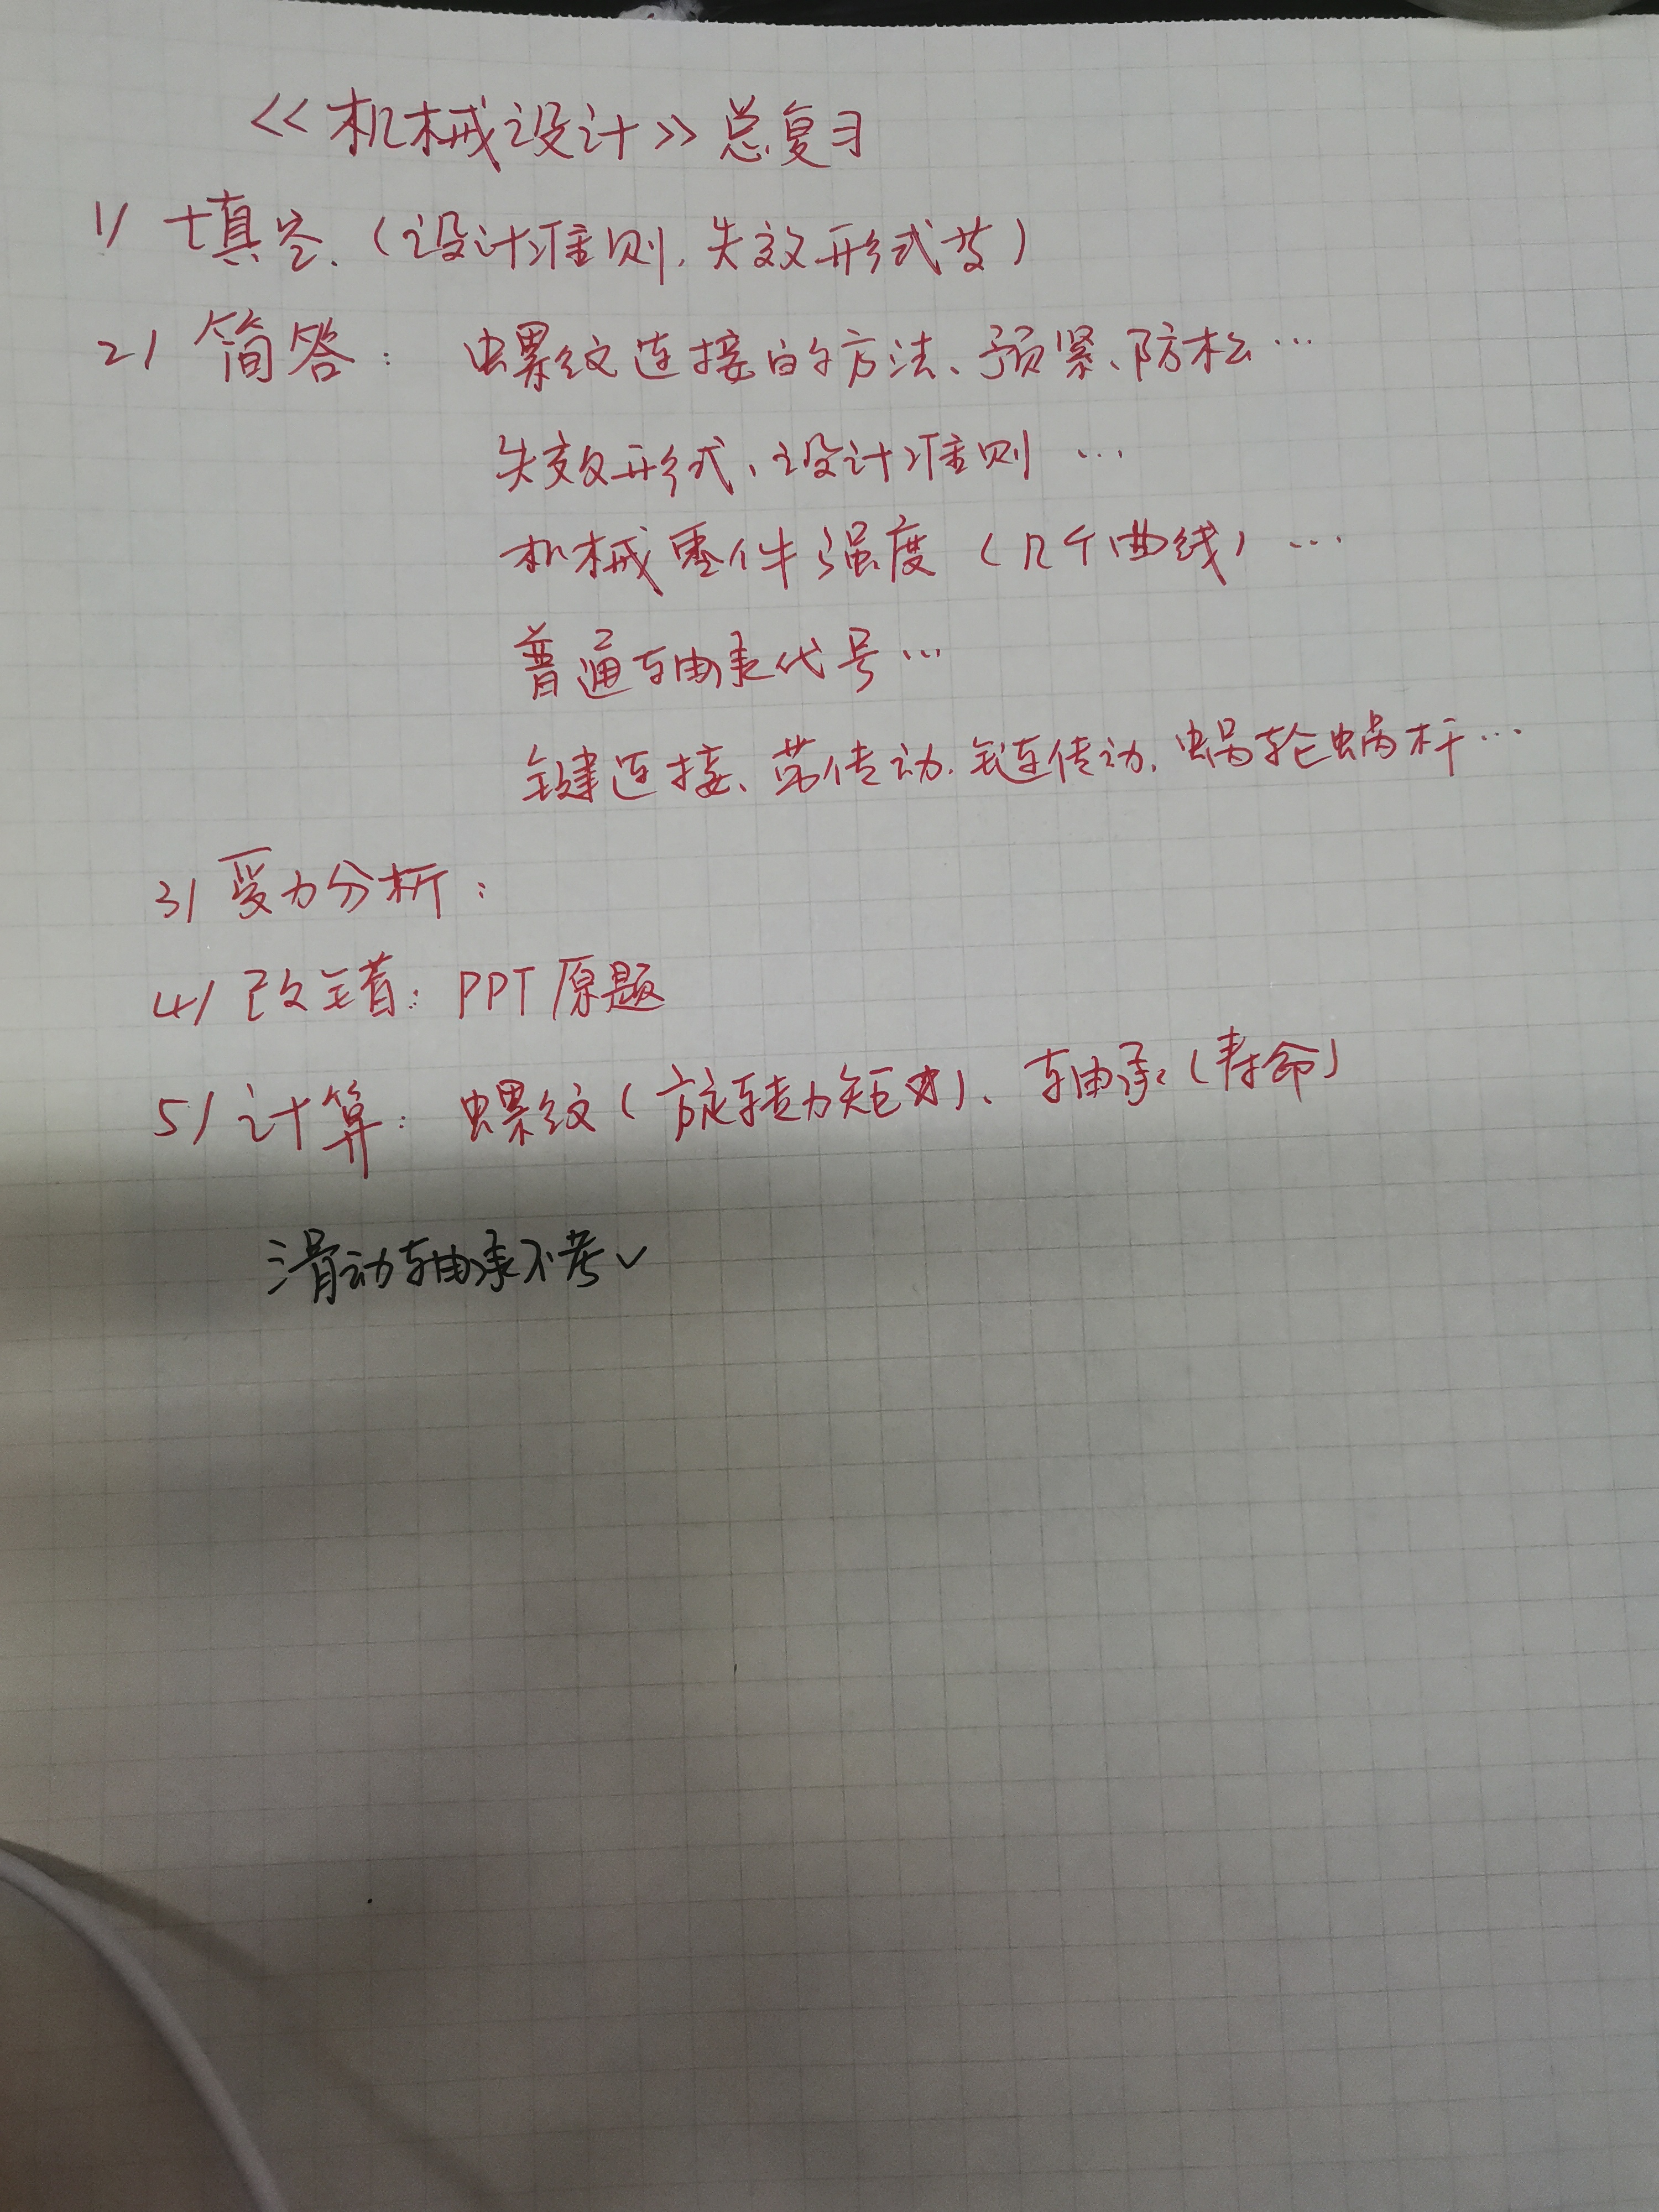 <<机械设计>>总复习
1) 填空.(设计准则.失效形式等)
2) 简答: 螺纹连接的方法、预紧、防松…
失效形式、设计准则 …
机械零件强度(几个曲线) …
普通轴承代号…
键连接、带传动.链传动.蜗轮蜗杆…
3) 受力分析:
4) 改错: PPT原题
5) 计算: 螺纹(旋转力矩)、轴承(寿命)
滑动轴承不考✓